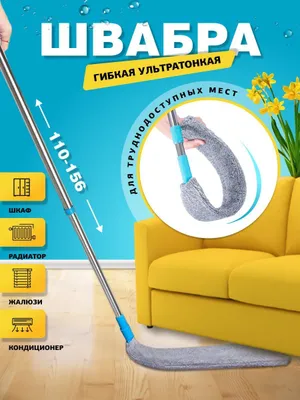 ШВАБРА
ГИБКАЯ УЛЬТРАТОНКАЯ
ДЛЯ ТРУДНОДОСТУПНЫХ МЕСТ
110-156
ШКАФ
РАДИАТОР
ЖАЛЮЗИ
КОНДИЦИОНЕР